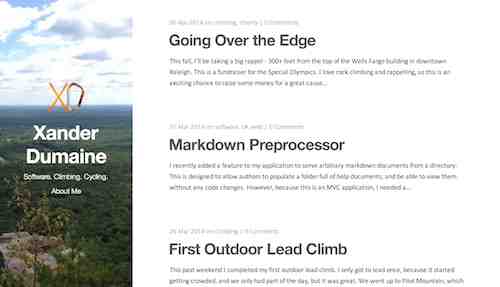 XD
Xander
Dumaine
Software. Climbing. Cycling.
About Me
climbing, charity | 0 Comments
Going Over the Edge
This fall, I'll be taking a big rappel - 300+ feet from the top of the Wells Fargo building in downtown
Raleigh. This is a fundraiser for the Special Olympics. I love rock climbing and rappelling, so this is an
exciting chance to raise some money for a great cause...
Mar 2014 on software, c#, web | 0 Comments
Markdown Preprocessor
I recently added a feature to my application to serve arbitrary markdown documents from a directory.
This is designed to allow authors to populate a folder full of help documents, and be able to view them
without any code changes. However, because this is an MVC application, I needed a...
Mar 2014 on climbing | 0 Comments
First Outdoor Lead Climb
This past weekend I completed my first outdoor lead climb. I only got to lead once, because it started
getting crowded, and we only had part of the day, but it was great. We went up to Pilot Mountain, which